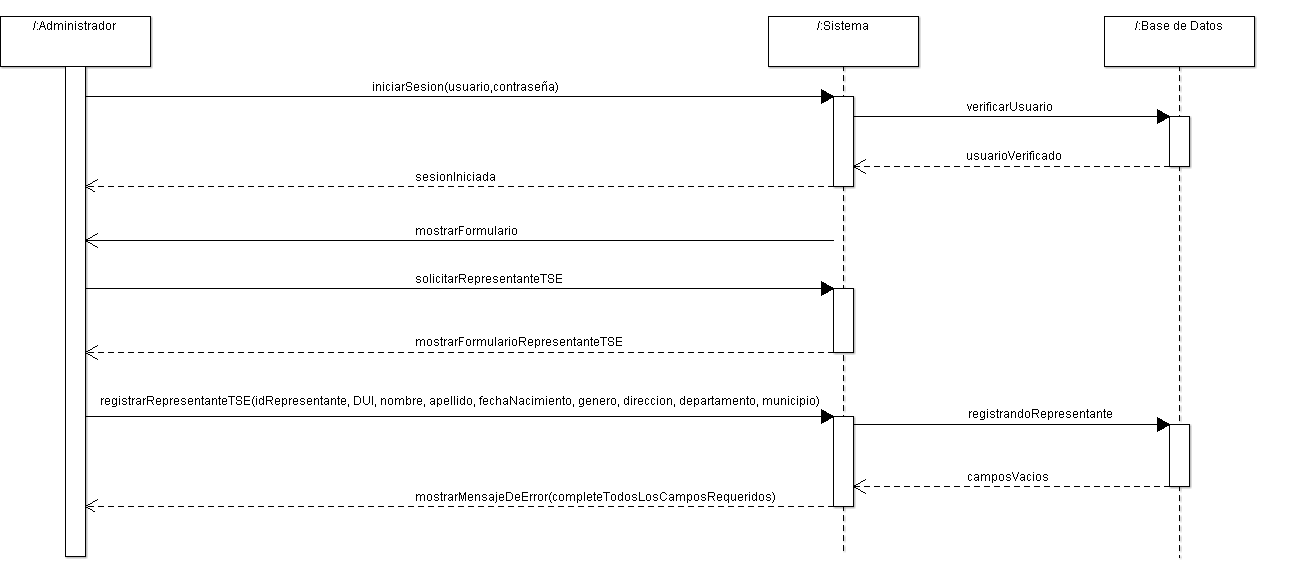 /:Administrador
/:Sistema
/:Base de Datos
iniciarSesion(usuario,contraseña)
verificarUsuario
usuarioVerificado
sesionIniciada
mostrarFormulario
solicitarRepresentanteTSE
mostrarFormularioRepresentanteTSE
registrarRepresentanteTSE(idRepresentante, DUI, nombre, apellido, fechaNacimiento, genero, direccion, departamento, municipio)
registrandoRepresentante
camposVacios
mostrarMensajeDeError(completeTodosLosCamposRequeridos)